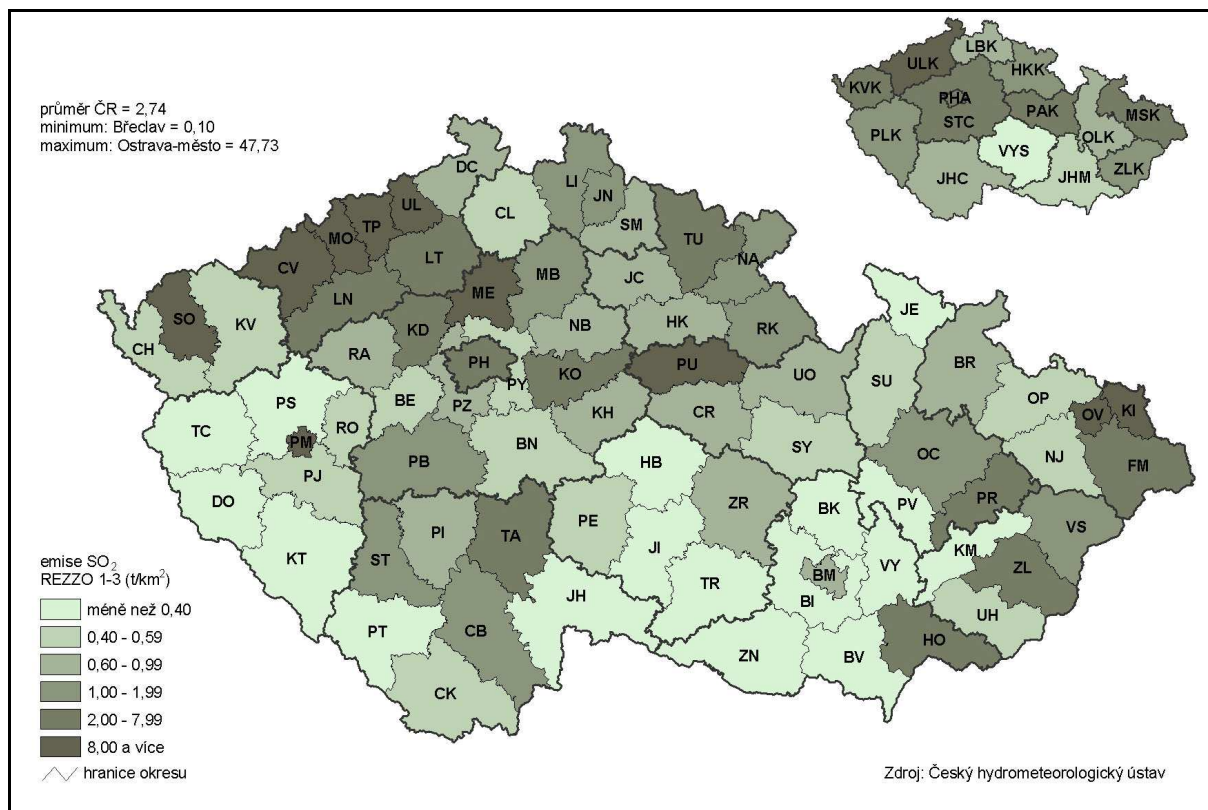 průměr ČR = 2,74
minimum: Břeclav = 0,10
maximum: Ostrava-město = 47,73
LBK
ULK
HKK
KVK
PHA
PAK
MSK
STC
PLK
OLK
VYS
ZLK
JHC
JHM
DC
LI
JN
UL
CL
SM
TP
MO
TU
LT
NA
CV
MB
JC
LN
ME
JE
SO
KV
KD
NB
HK
RK
CH
RA
PH
KO
PU
BR
PY
UO
SU
OP
PS
BE
PZ
KH
CR
OV
KI
TC
RO
PM
BN
SY
OC
NJ
FM
PB
HB
PJ
DO
PR
ZR
BK
PV
PI
TA
PE
VS
KT
ST
JI
KM
VY
ZL
BM
TR
JH
BI
UH
PT
CB
HO
ZN
BV
CK
emise SO₂
REZZO 1-3 (t/km²)
méně než 0,40
0,40 - 0,59
0,60 - 0,99
1,00 - 1,99
2,00 - 7,99
8,00 a více
hranice okresu
Zdroj: Český hydrometeorologický ústav